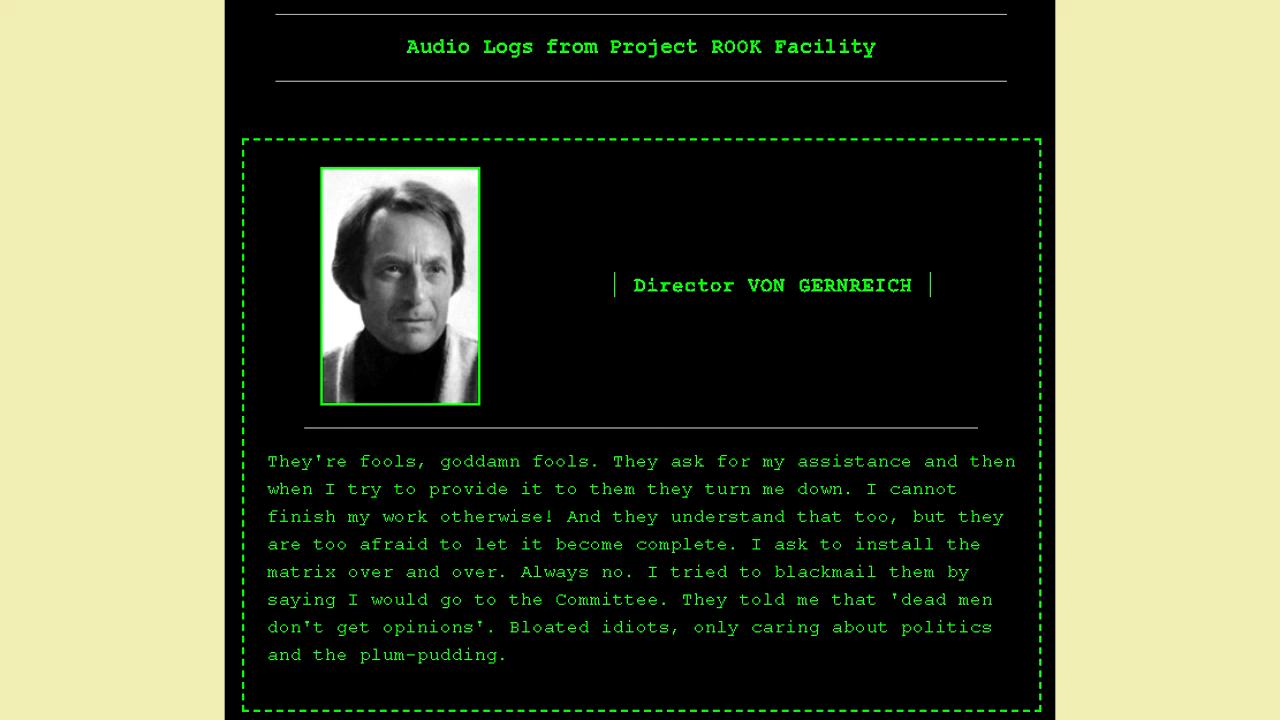 Audio Logs from Project ROOK Facility
Director VON GERNREICH
They're fools, goddamn fools. They ask for my assistance and then
when I try to provide it to them they turn me down. I cannot
finish my work otherwise! And they understand that too, but they
are too afraid to let it become complete. I ask to install the
matrix over and over. Always no. I tried to blackmail them by
saying I would go to the Committee. They told me that 'dead men
don't get opinions'. Bloated idiots, only caring about politics
and the plum-pudding.